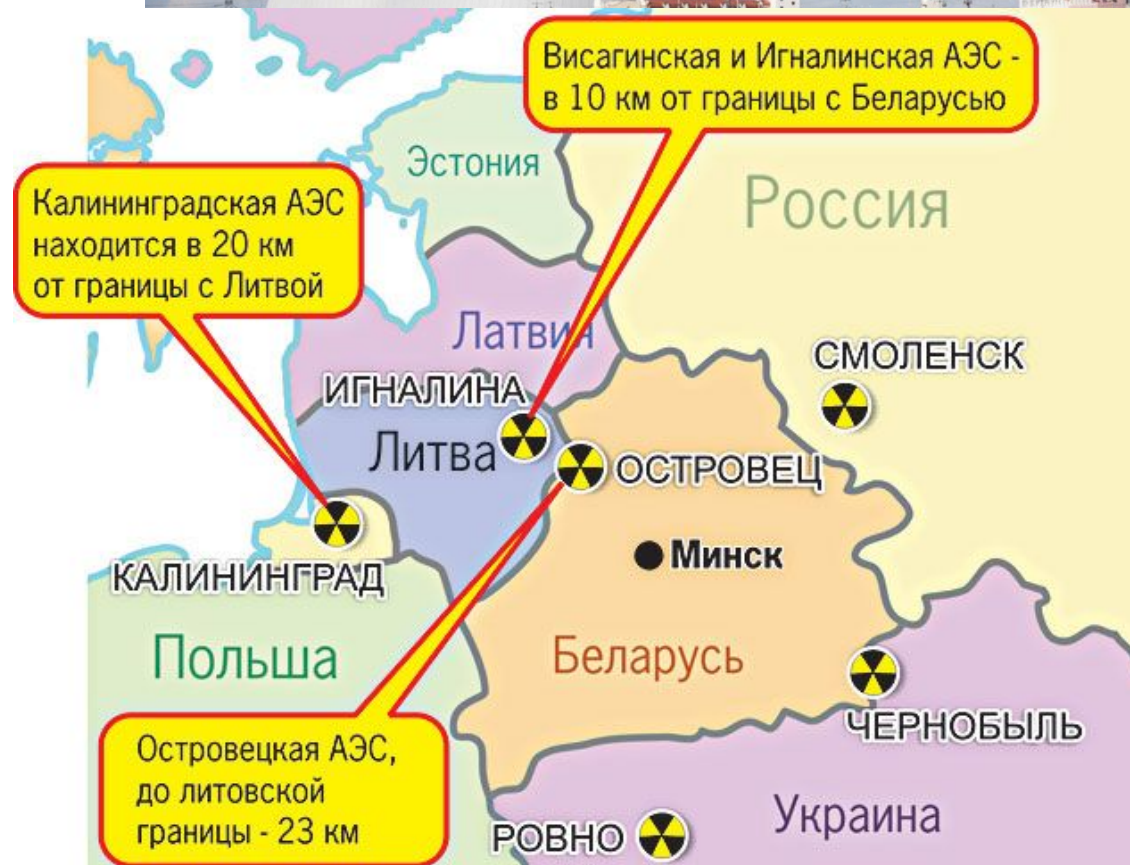 Висагинская и Игналинская АЭС -
в 10 км от границы с Беларусью
Эстония
Россия
Калининградская АЭС
находится в 20 км
от границы с Литвой
Латвия
СМОЛЕНСК
ИГНАЛИНА
Литва
ОСТРОВЕЦ
Минск
КАЛИНИНГРАД
Польша
Беларусь
ЧЕРНОБЫЛЬ
Островецкая АЭС,
до литовской
границы - 23 км
Украина
РОВНО